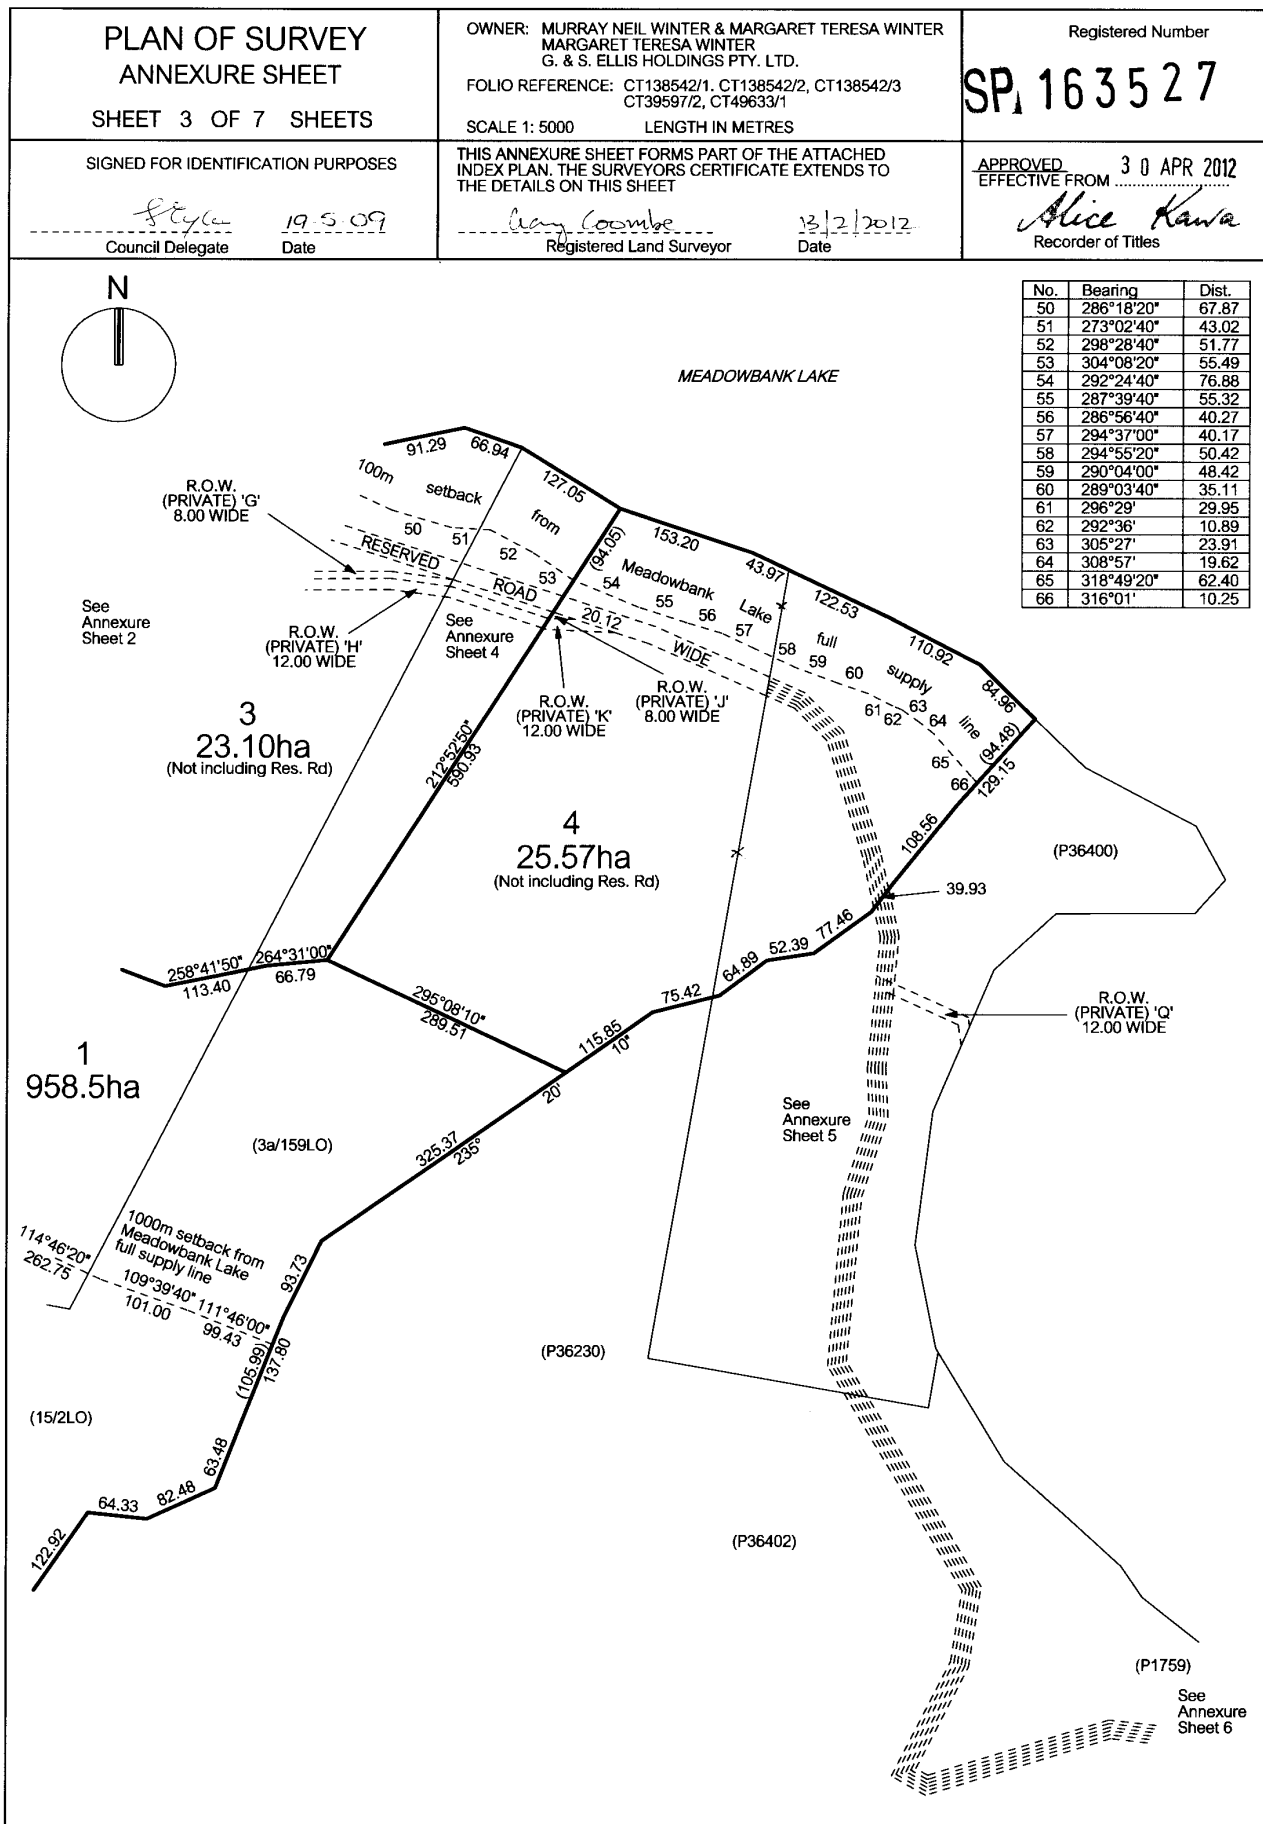 PLAN OF SURVEY
ANNEXURE SHEET
SHEET 3 OF 7 SHEETS
OWNER: MURRAY NEIL WINTER & MARGARET TERESA WINTER
MARGARET TERESA WINTER
G. & S. ELLIS HOLDINGS PTY. LTD.
FOLIO REFERENCE: CT138542/1. CT138542/2, CT138542/3
CT39597/2, CT49633/1
SCALE 1: 5000 LENGTH IN METRES
Registered Number
SP 163527
SIGNED FOR IDENTIFICATION PURPOSES
19-5-09
Council Delegate Date
THIS ANNEXURE SHEET FORMS PART OF THE ATTACHED
INDEX PLAN. THE SURVEYORS CERTIFICATE EXTENDS TO
THE DETAILS ON THIS SHEET
Coombe 13/2/2012
Registered Land Surveyor Date
APPROVED
EFFECTIVE FROM 30 APR 2012
Alice Kawa
Recorder of Titles
N
No. Bearing Dist.
50 286°18'20" 67.87
51 273°02'40" 43.02
52 298°28'40" 51.77
53 304°08'20" 55.49
54 292°24'40" 76.88
55 287°39'40" 55.32
56 286°56'40" 40.27
57 294°37'00" 40.17
58 294°55'20" 50.42
59 290°04'00" 48.42
60 289°03'40" 35.11
61 296°29' 29.95
62 292°36' 10.89
63 305°27' 23.91
64 308°57' 19.62
65 318°49'20" 62.40
66 316°01' 10.25
MEADOWBANK LAKE
91.29
66.94
127.05
153.20
43.97
122.53
110.92
84.96
100m setback from Meadowbank Lake full supply line
R.O.W.
(PRIVATE) 'G'
8.00 WIDE
50
51
52
53
54
55
56
57
58
59
60
61
62
63
64
65
66
(94.05)
(94.48)
129.15
RESERVED ROAD 20.12 WIDE
See
Annexure
Sheet 2
R.O.W.
(PRIVATE) 'H'
12.00 WIDE
See
Annexure
Sheet 4
R.O.W.
(PRIVATE) 'K'
12.00 WIDE
R.O.W.
(PRIVATE) 'J'
8.00 WIDE
3
23.10ha
(Not including Res. Rd)
212°52'50"
590.93
4
25.57ha
(Not including Res. Rd)
108.56
(P36400)
39.93
77.46
52.39
64.89
75.42
258°41'50"
113.40
264°31'00"
66.79
295°08'10"
289.51
115.85
10"
20'
R.O.W.
(PRIVATE) 'Q'
12.00 WIDE
1
958.5ha
(3a/159LO)
325.37
235°
See
Annexure
Sheet 5
1000m setback from
Meadowbank Lake
full supply line
114°46'20"
262.75
109°39'40"
101.00
111°46'00"
99.43
93.73
(105.99)
137.80
(P36230)
(15/2LO)
63.48
82.48
64.33
122.92
(P36402)
(P1759)
See
Annexure
Sheet 6